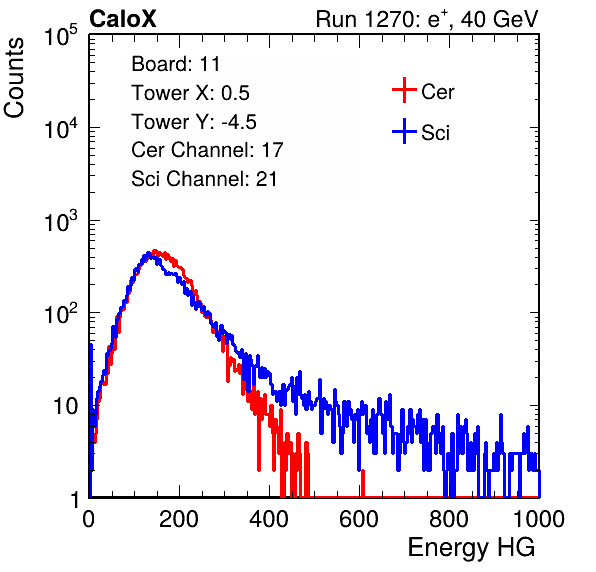 CaloX Run 1270: e⁺, 40 GeV
Counts
Board: 11
Tower X: 0.5
Tower Y: -4.5
Cer Channel: 17
Sci Channel: 21
Cer
Sci
10⁵
10⁴
10³
10²
10
1
0 200 400 600 800 1000
Energy HG